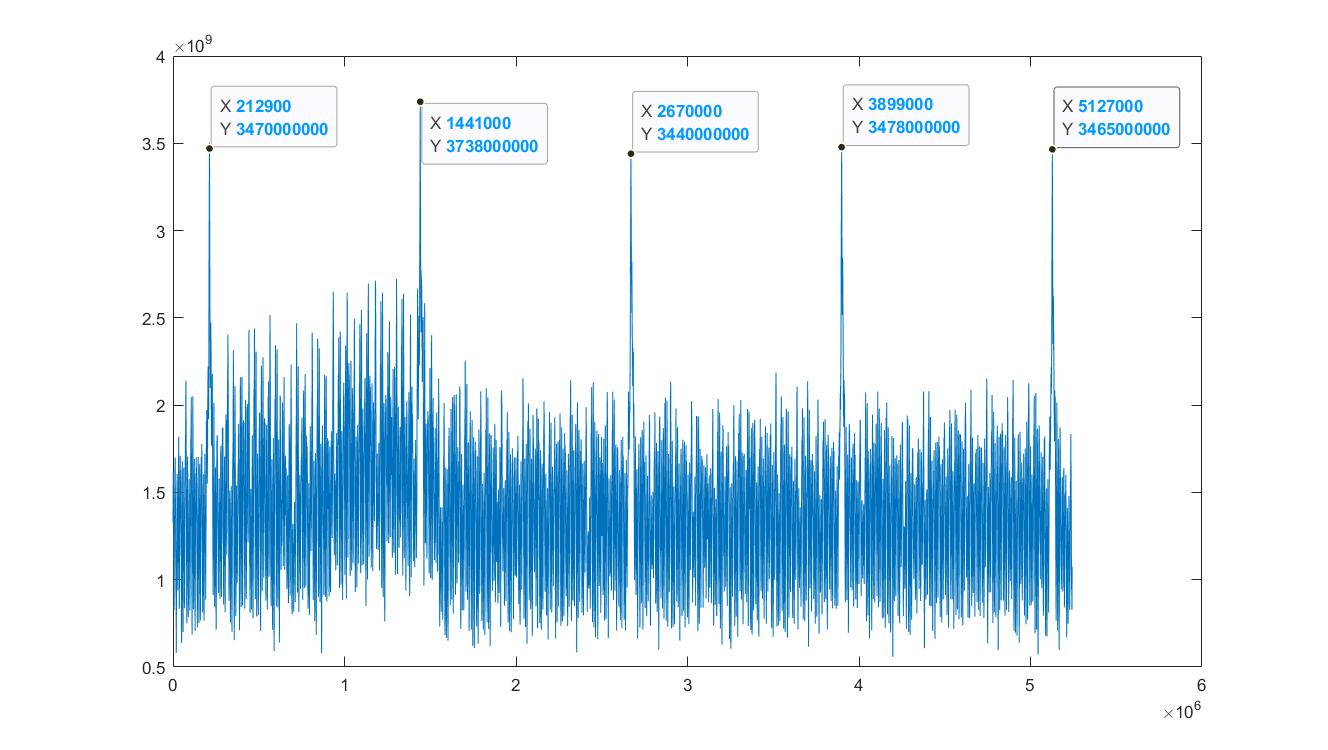 ×10⁹
4
3.5
3
2.5
2
1.5
1
0.5
X 212900
Y 3470000000
X 1441000
Y 3738000000
X 2670000
Y 3440000000
X 3899000
Y 3478000000
X 5127000
Y 3465000000
0 1 2 3 4 5 6
×10⁶